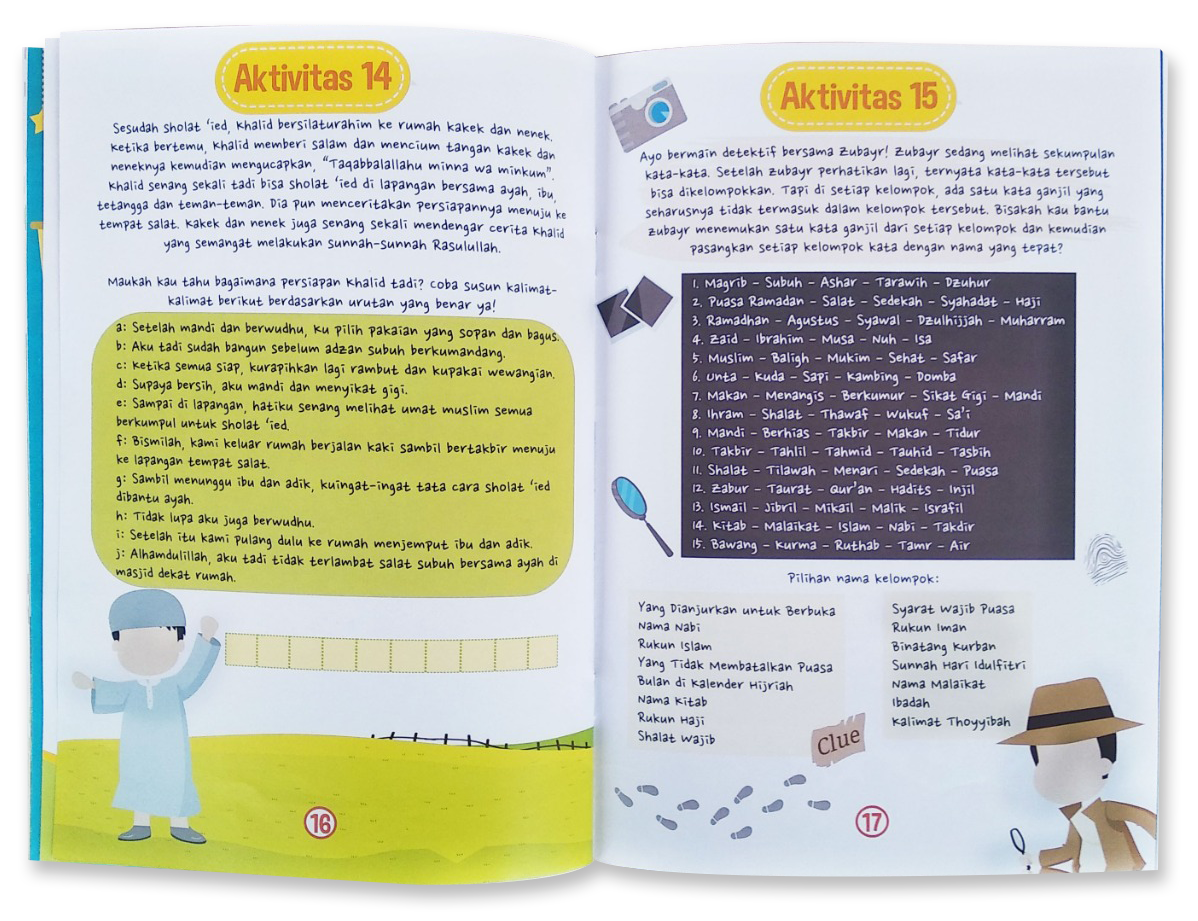 Aktivitas 14
Sesudah sholat 'ied, Khalid bersilaturahim ke rumah kakek dan nenek.
Ketika bertemu, Khalid memberi salam dan mencium tangan kakek dan
neneknya kemudian mengucapkan, "Taqabbalallahu minna wa minkum".
Khalid senang sekali tadi bisa sholat 'ied di lapangan bersama ayah, ibu,
tetangga dan teman-teman. Dia pun menceritakan persiapannya menuju ke
tempat salat. Kakek dan nenek juga senang sekali mendengar cerita Khalid
yang semangat melakukan sunnah-sunnah Rasulullah.
Maukah kau tahu bagaimana persiapan Khalid tadi? Coba susun kalimat-
kalimat berikut berdasarkan urutan yang benar ya!
a: Setelah mandi dan berwudhu, ku pilih pakaian yang sopan dan bagus.
b: Aku tadi sudah bangun sebelum adzan subuh berkumandang.
c: Ketika semua siap, kurapihkan lagi rambut dan kupakai wewangian.
d: Supaya bersih, aku mandi dan menyikat gigi.
e: Sampai di lapangan, hatiku senang melihat umat muslim semua
berkumpul untuk sholat 'ied.
f: Bismilah, kami keluar rumah berjalan kaki sambil bertakbir menuju
ke lapangan tempat salat.
g: Sambil menunggu ibu dan adik, kuingat-ingat tata cara sholat 'ied
dibantu ayah.
h: Tidak lupa aku juga berwudhu.
i: Setelah itu kami pulang dulu ke rumah menjemput ibu dan adik.
j: Alhamdulillah, aku tadi tidak terlambat salat subuh bersama ayah di
masjid dekat rumah.
16
Aktivitas 15
Ayo bermain detektif bersama Zubayr! Zubayr sedang melihat sekumpulan
kata-kata. Setelah Zubayr perhatikan lagi, ternyata kata-kata tersebut
bisa dikelompokkan. Tapi di setiap kelompok, ada satu kata ganjil yang
seharusnya tidak termasuk dalam kelompok tersebut. Bisakah kau bantu
Zubayr menemukan satu kata ganjil dari setiap kelompok dan kemudian
pasangkan setiap kelompok kata dengan nama yang tepat?
1. Magrib - Subuh - Ashar - Tarawih - Dzuhur
2. Puasa Ramadan - Salat - Sedekah - Syahadat - Haji
3. Ramadhan - Agustus - Syawal - Dzulhijjah - Muharram
4. Zaid - Ibrahim - Musa - Nuh - Isa
5. Muslim - Baligh - Mukim - Sehat - Safar
6. Unta - Kuda - Sapi - Kambing - Domba
7. Makan - Menangis - Berkumur - Sikat Gigi - Mandi
8. Ihram - Shalat - Thawaf - Wukuf - Sa'i
9. Mandi - Berhias - Takbir - Makan - Tidur
10. Takbir - Tahlil - Tahmid - Tauhid - Tasbih
11. Shalat - Tilawah - Menari - Sedekah - Puasa
12. Zabur - Taurat - Qur'an - Hadits - Injil
13. Ismail - Jibril - Mikail - Malik - Israfil
14. Kitab - Malaikat - Islam - Nabi - Takdir
15. Bawang - Kurma - Ruthab - Tamr - Air
Pilihan nama kelompok:
Yang Dianjurkan untuk Berbuka
Nama Nabi
Rukun Islam
Yang Tidak Membatalkan Puasa
Bulan di Kalender Hijriah
Nama Kitab
Rukun Haji
Shalat Wajib
Syarat Wajib Puasa
Rukun Iman
Binatang Kurban
Sunnah Hari Idulfitri
Nama Malaikat
Ibadah
Kalimat Thoyyibah
Clue
17